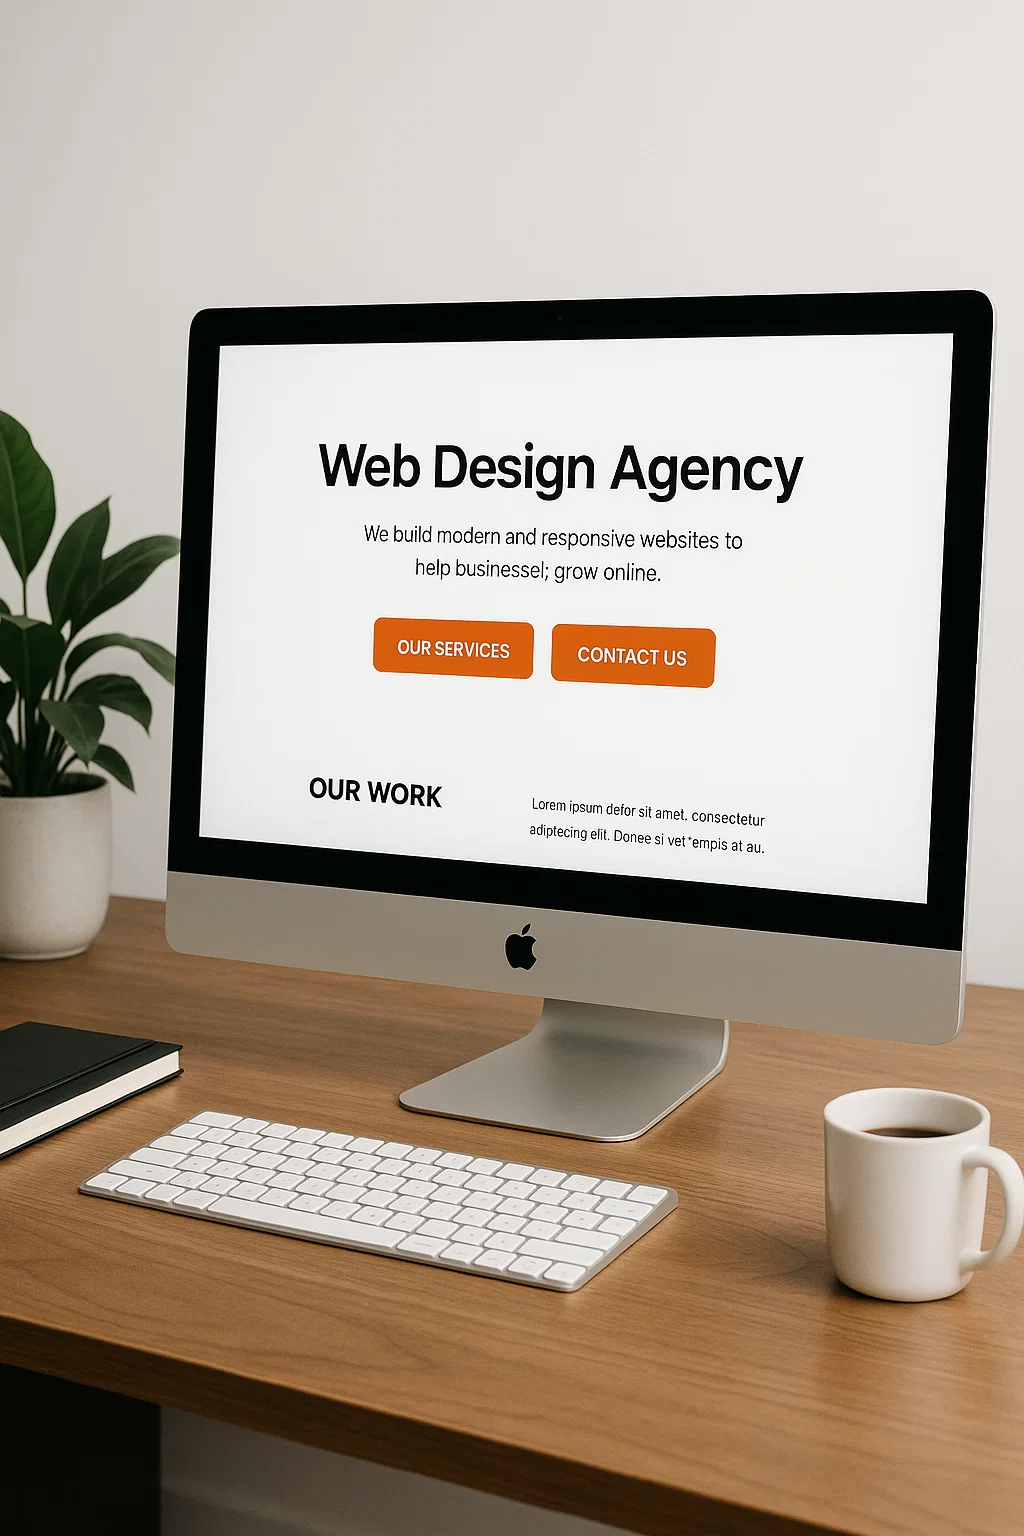 Web Design Agency
We build modern and responsive websites to
help businessel; grow online.
OUR SERVICES
CONTACT US
OUR WORK
Lorem ipsum defor sit amet, consectetur
adiptecing elit. Donee si vet "empis at au.